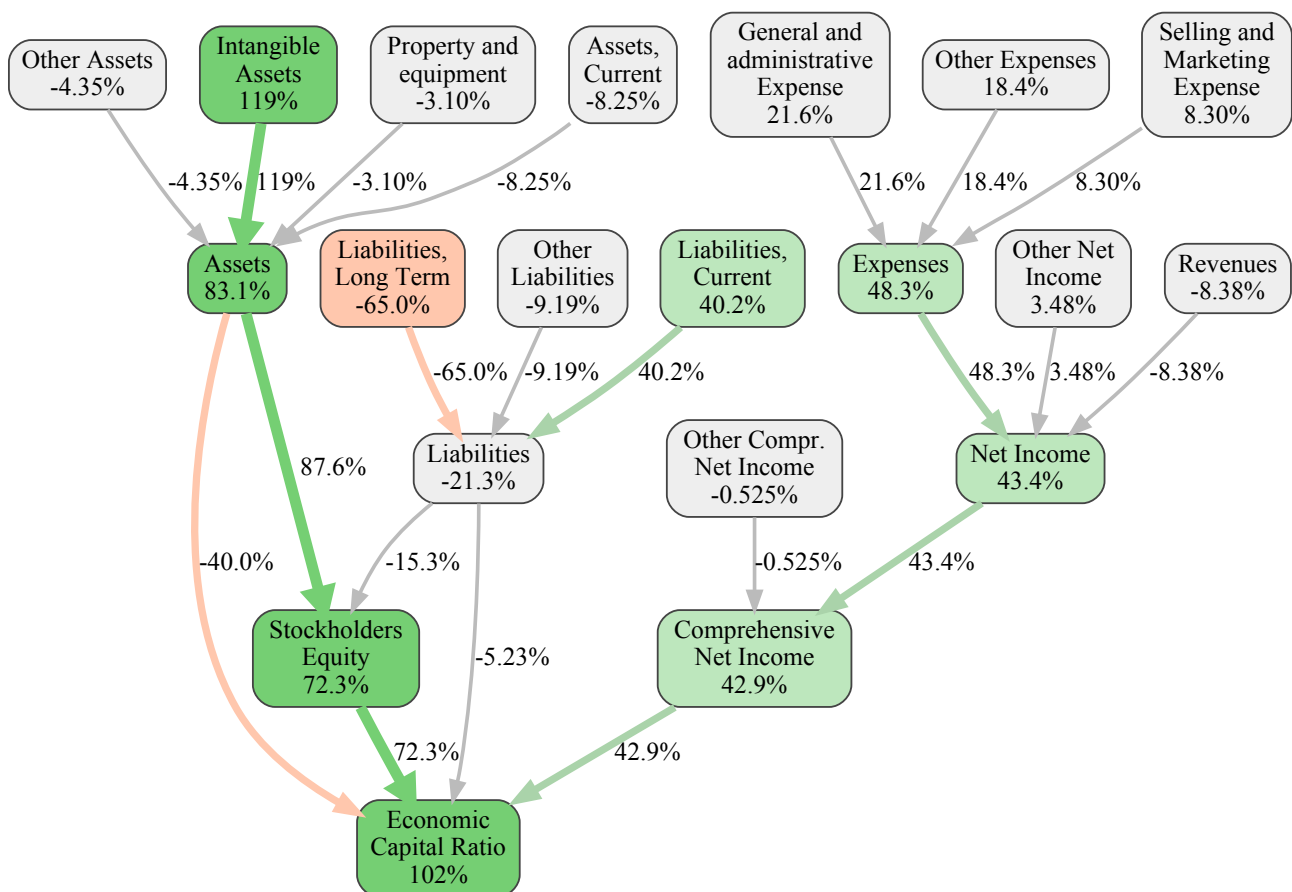 Other Assets
-4.35%
Intangible
Assets
119%
Property and
equipment
-3.10%
Assets,
Current
-8.25%
General and
administrative
Expense
21.6%
Other Expenses
18.4%
Selling and
Marketing
Expense
8.30%
-4.35%
119%
-3.10%
-8.25%
21.6%
18.4%
8.30%
Assets
83.1%
Liabilities,
Long Term
-65.0%
Other
Liabilities
-9.19%
Liabilities,
Current
40.2%
Expenses
48.3%
Other Net
Income
3.48%
Revenues
-8.38%
-65.0%
-9.19%
40.2%
48.3%
3.48%
-8.38%
87.6%
Liabilities
-21.3%
Other Compr.
Net Income
-0.525%
Net Income
43.4%
-40.0%
-15.3%
-0.525%
43.4%
Stockholders
Equity
72.3%
-5.23%
Comprehensive
Net Income
42.9%
72.3%
42.9%
Economic
Capital Ratio
102%